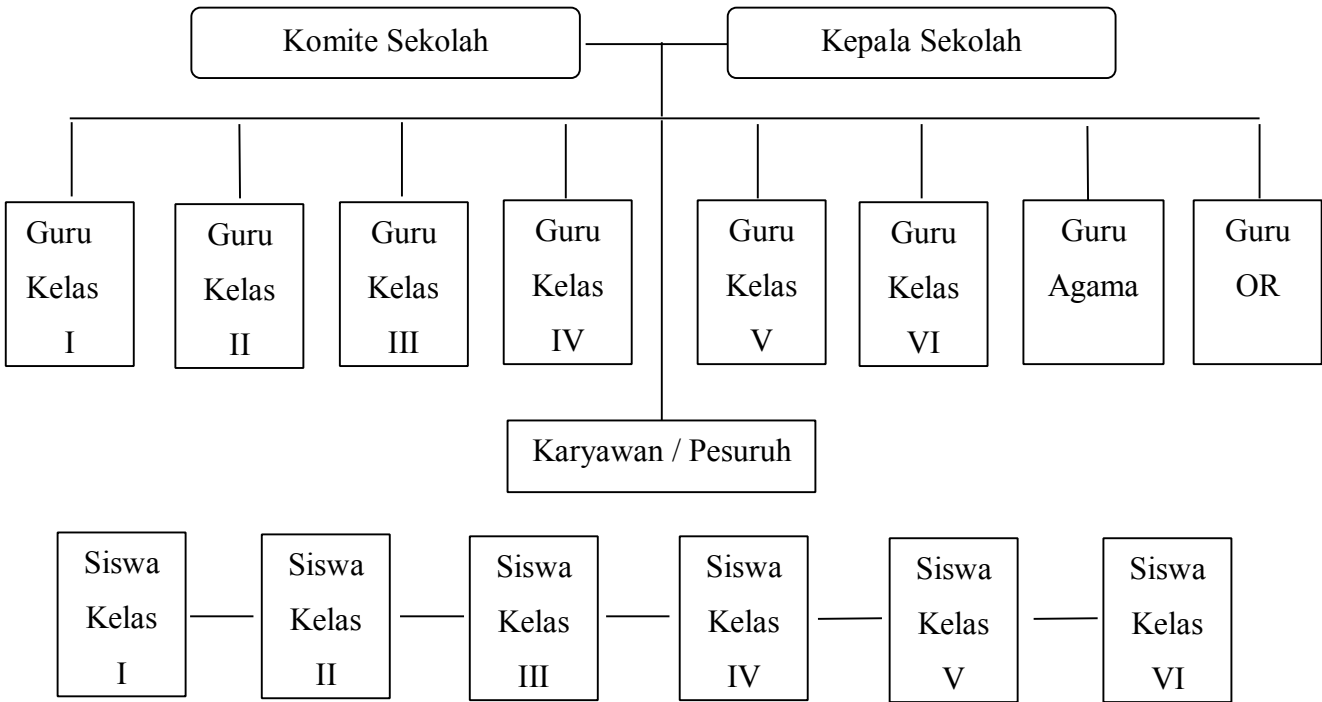 Komite Sekolah
Kepala Sekolah
Guru
Kelas
I
Guru
Kelas
II
Guru
Kelas
III
Guru
Kelas
IV
Guru
Kelas
V
Guru
Kelas
VI
Guru
Agama
Guru
OR
Karyawan / Pesuruh
Siswa
Kelas
I
Siswa
Kelas
II
Siswa
Kelas
III
Siswa
Kelas
IV
Siswa
Kelas
V
Siswa
Kelas
VI